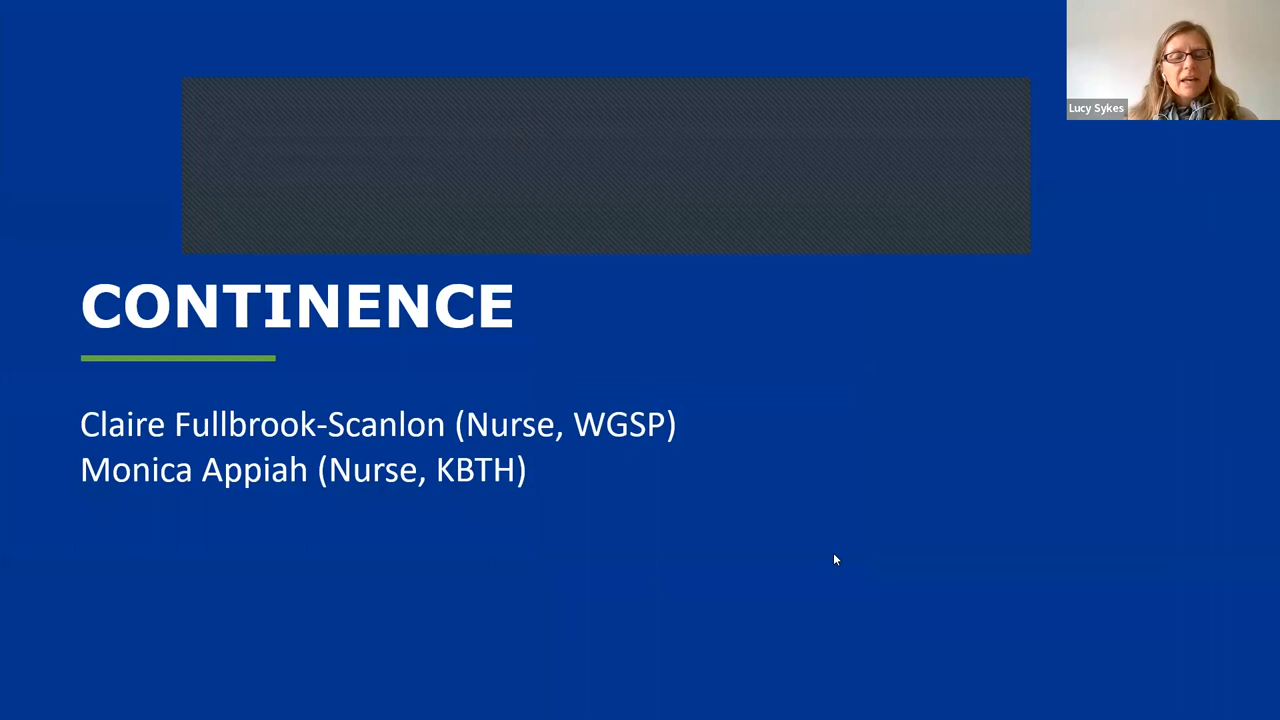 Lucy Sykes
CONTINENCE
Claire Fullbrook-Scanlon (Nurse, WGSP)
Monica Appiah (Nurse, KBTH)